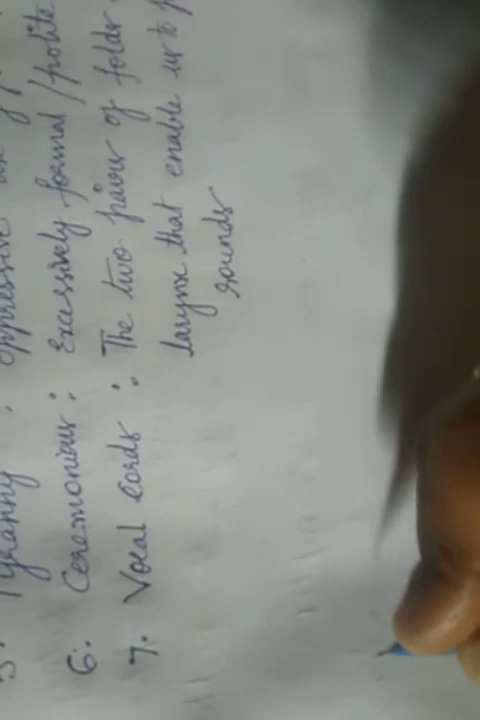 5. Tyranny : Oppressive
6. Ceremonious : Excessively formal /polite
7. Vocal Cords : The two pairs of folds
larynx that enable us to
sounds